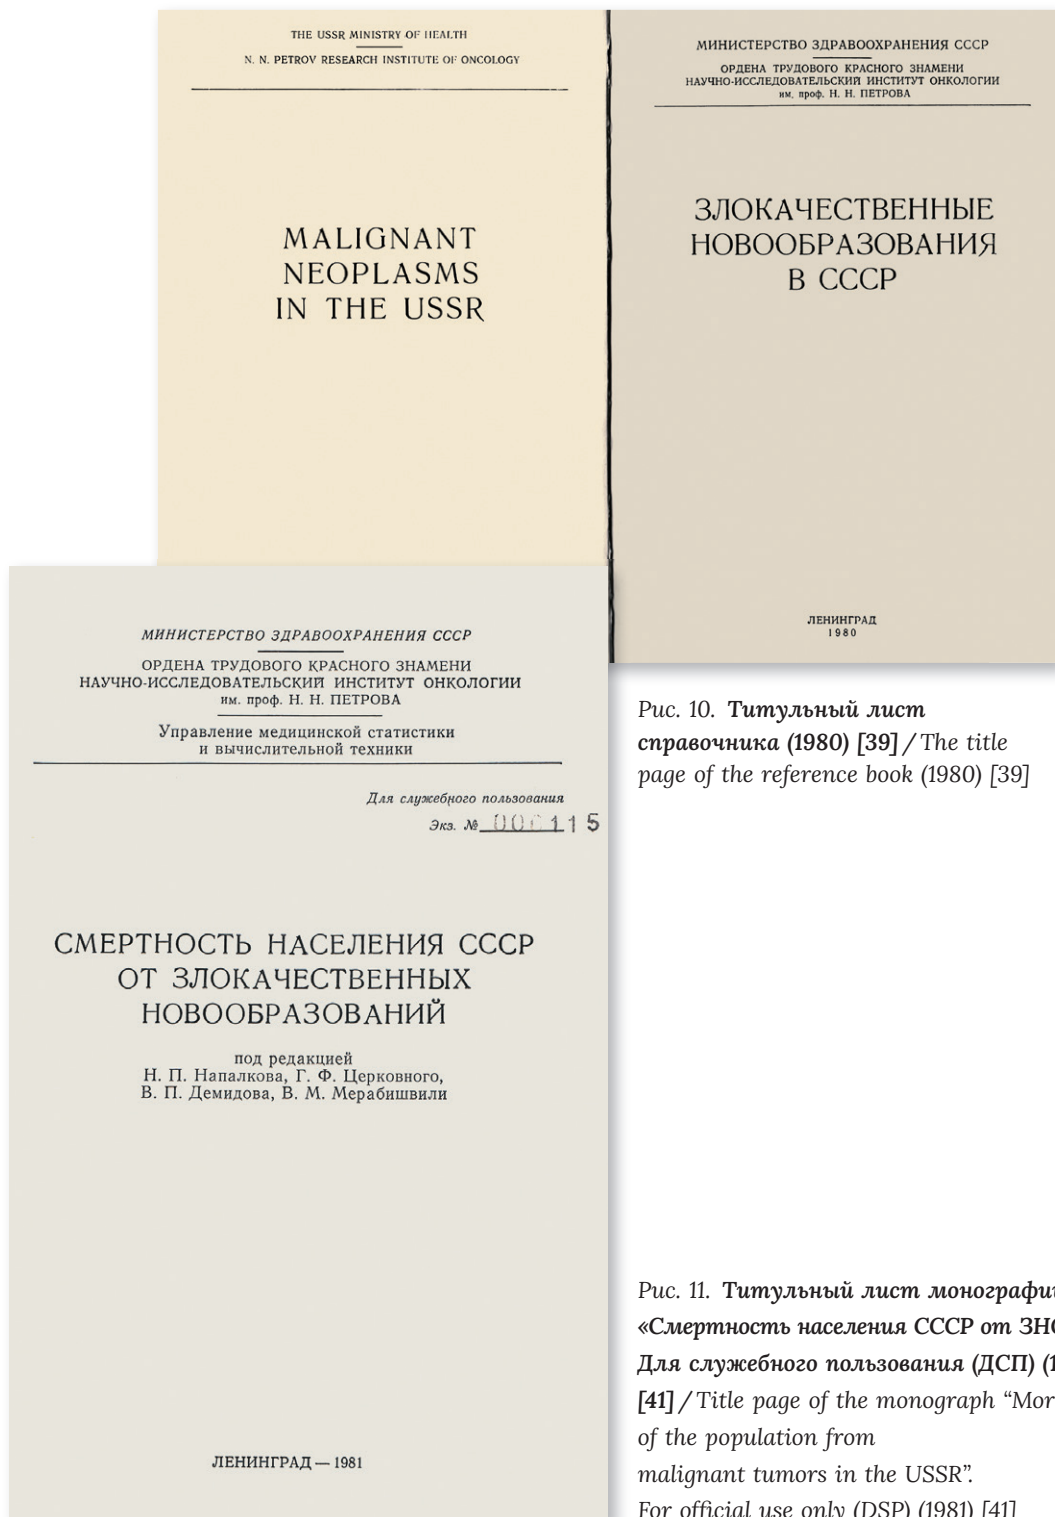 THE USSR MINISTRY OF HEALTH
N. N. PETROV RESEARCH INSTITUTE OF ONCOLOGY
MALIGNANT
NEOPLASMS
IN THE USSR
МИНИСТЕРСТВО ЗДРАВООХРАНЕНИЯ СССР
ОРДЕНА ТРУДОВОГО КРАСНОГО ЗНАМЕНИ
НАУЧНО-ИССЛЕДОВАТЕЛЬСКИЙ ИНСТИТУТ ОНКОЛОГИИ
им. проф. Н. Н. ПЕТРОВА
ЗЛОКАЧЕСТВЕННЫЕ
НОВООБРАЗОВАНИЯ
В СССР
ЛЕНИНГРАД
1980
МИНИСТЕРСТВО ЗДРАВООХРАНЕНИЯ СССР
ОРДЕНА ТРУДОВОГО КРАСНОГО ЗНАМЕНИ
НАУЧНО-ИССЛЕДОВАТЕЛЬСКИЙ ИНСТИТУТ ОНКОЛОГИИ
им. проф. Н. Н. ПЕТРОВА
Управление медицинской статистики
и вычислительной техники
Для служебного пользования
Экз. №
СМЕРТНОСТЬ НАСЕЛЕНИЯ СССР
ОТ ЗЛОКАЧЕСТВЕННЫХ
НОВООБРАЗОВАНИЙ
под редакцией
Н. П. Напалкова, Г. Ф. Церковного,
В. П. Демидова, В. М. Мерабишвили
ЛЕНИНГРАД — 1981
Рис. 10. Титульный лист
справочника (1980) [39] / The title
page of the reference book (1980) [39]
Рис. 11. Титульный лист
«Смертность населения СССР от
Для служебного пользования (ДСП)
[41] / Title page of the monograph
of the population from
malignant tumors in the USSR”.
For official use only (DSP) (1981) [41]